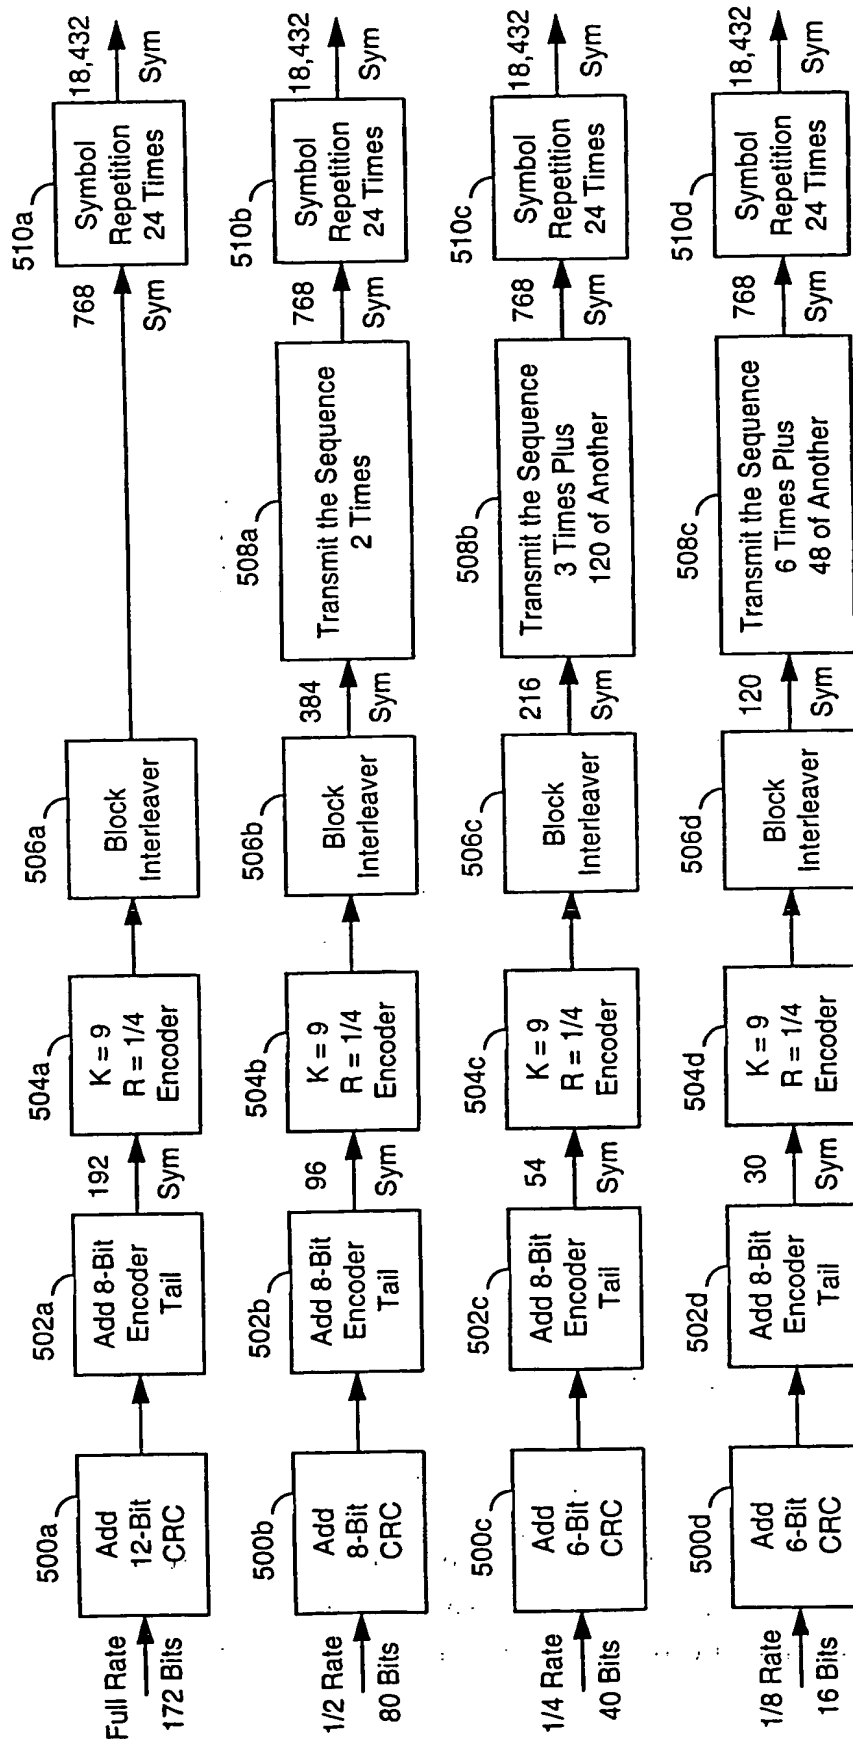 Full Rate
172 Bits
500a
Add
12-Bit
CRC
502a
Add 8-Bit
Encoder
Tail
192
Sym
504a
K = 9
R = 1/4
Encoder
506a
Block
Interleaver
768
Sym
510a
Symbol
Repetition
24 Times
18,432
Sym
1/2 Rate
80 Bits
500b
Add
8-Bit
CRC
502b
Add 8-Bit
Encoder
Tail
96
Sym
504b
K = 9
R = 1/4
Encoder
506b
Block
Interleaver
384
Sym
508a
Transmit the Sequence
2 Times
768
Sym
510b
Symbol
Repetition
24 Times
18,432
Sym
1/4 Rate
40 Bits
500c
Add
6-Bit
CRC
502c
Add 8-Bit
Encoder
Tail
54
Sym
504c
K = 9
R = 1/4
Encoder
506c
Block
Interleaver
216
Sym
508b
Transmit the Sequence
3 Times Plus
120 of Another
768
Sym
510c
Symbol
Repetition
24 Times
18,432
Sym
1/8 Rate
16 Bits
500d
Add
6-Bit
CRC
502d
Add 8-Bit
Encoder
Tail
30
Sym
504d
K = 9
R = 1/4
Encoder
506d
Block
Interleaver
120
Sym
508c
Transmit the Sequence
6 Times Plus
48 of Another
768
Sym
510d
Symbol
Repetition
24 Times
18,432
Sym